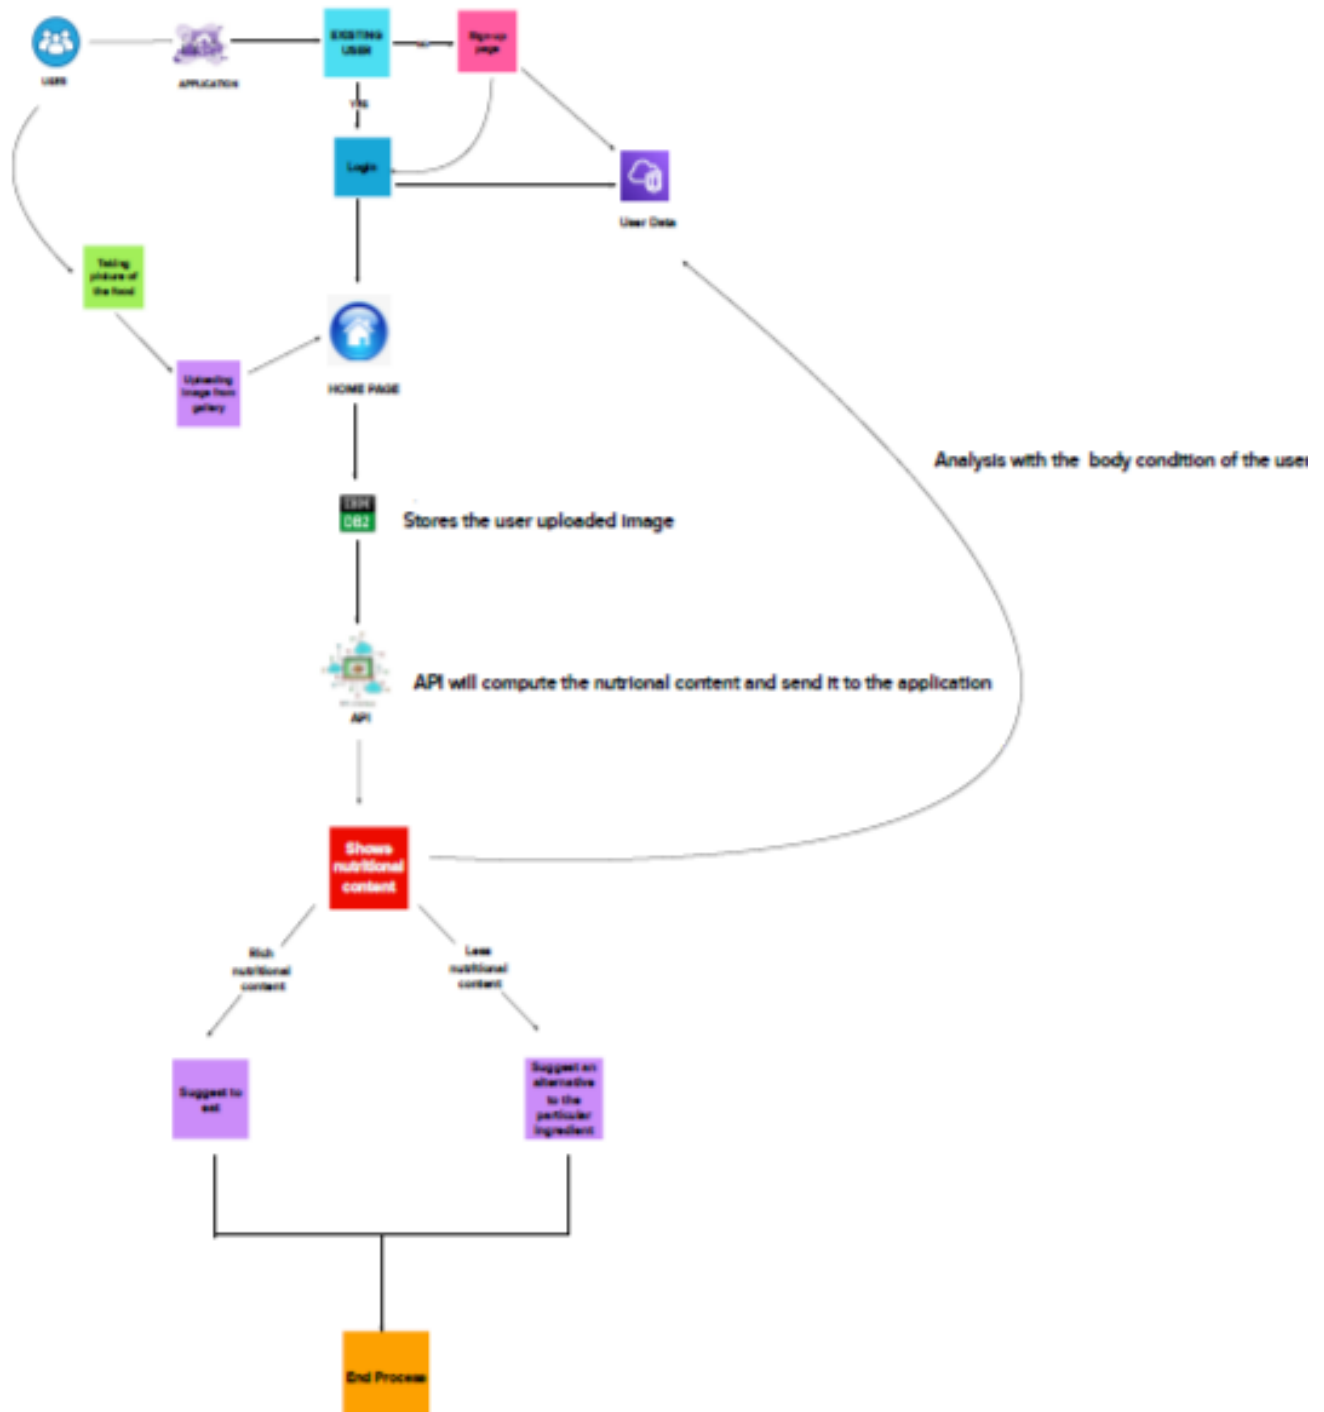 USER
APPLICATION
EXISTING
USER
Sign-up
page
YES
Login
User Data
Taking
picture of
the food
Uploading
image from
gallery
HOME PAGE
Analysis with the body condition of the user
DB2
Stores the user uploaded image
API will compute the nutrional content and send it to the application
API
Shows
nutritional
content
Rich
nutritional
content
Less
nutritional
content
Suggest to
eat
Suggest an
alternative
to the
particular
ingredient
End Process